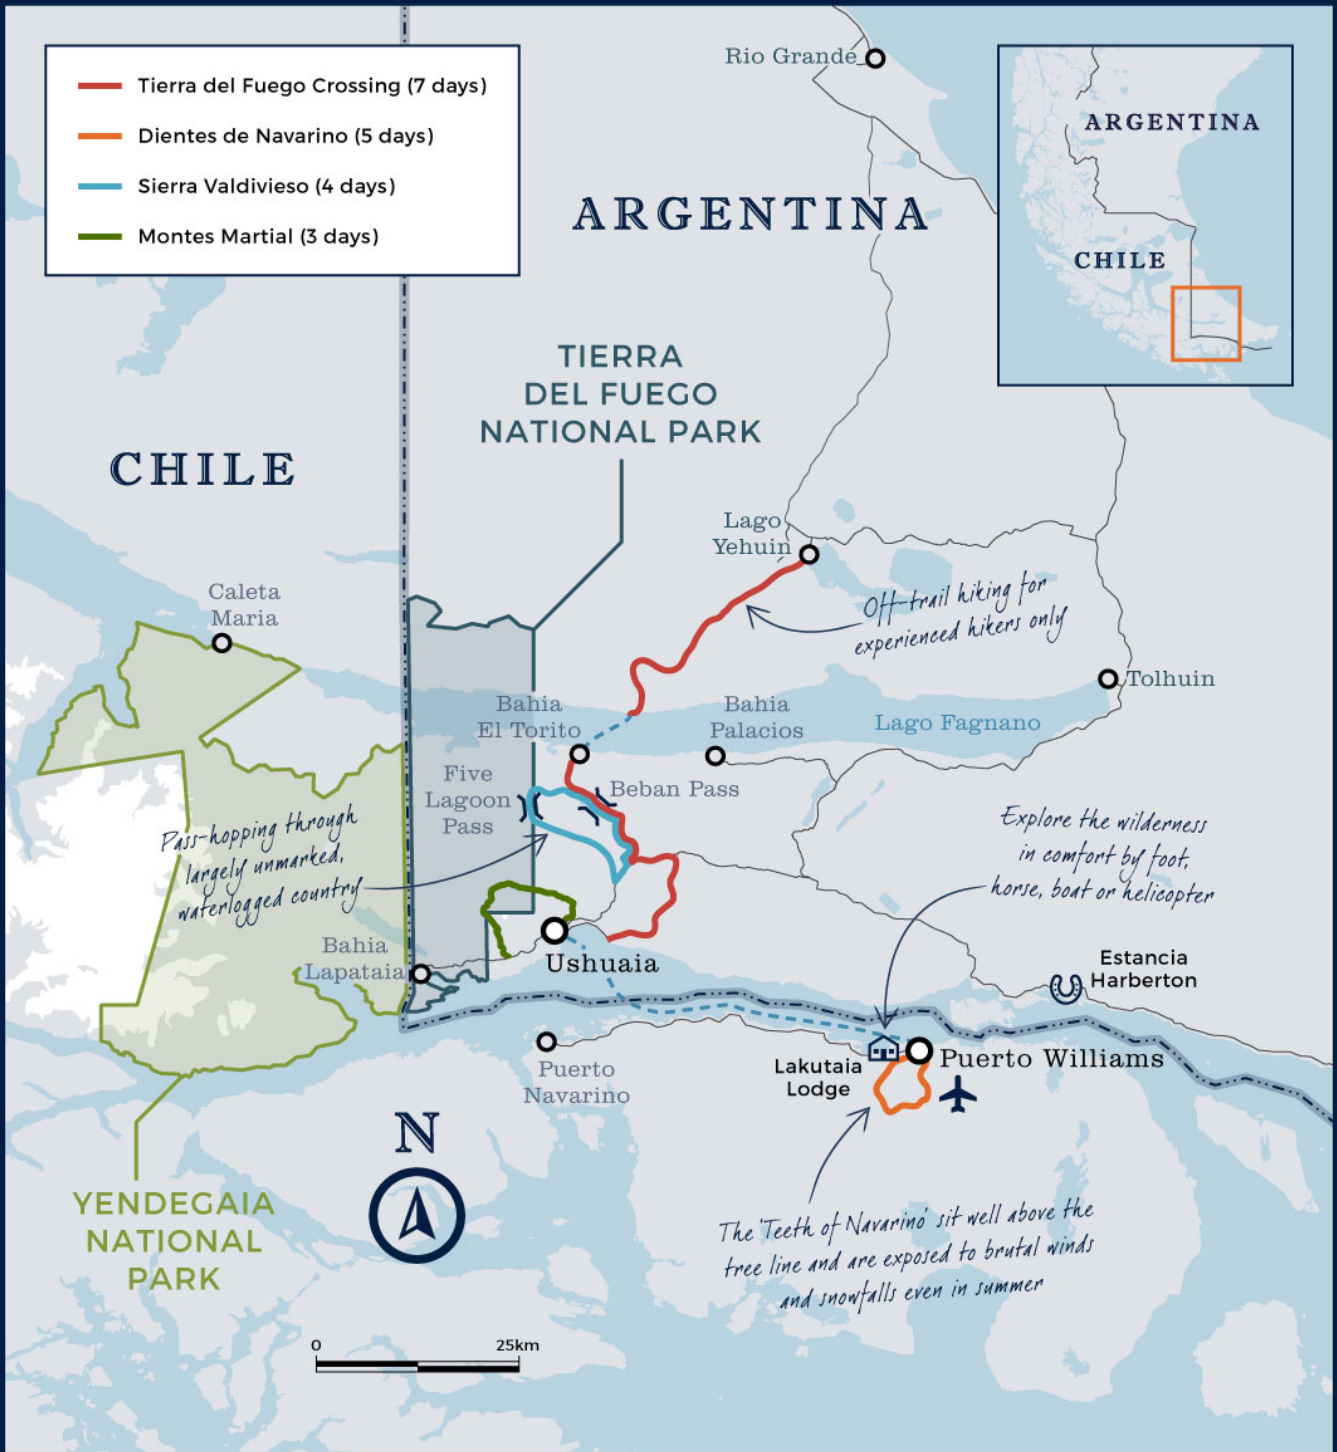 Tierra del Fuego Crossing (7 days)
Dientes de Navarino (5 days)
Sierra Valdivieso (4 days)
Montes Martial (3 days)
Rio Grande
ARGENTINA
CHILE
ARGENTINA
TIERRA
DEL FUEGO
NATIONAL PARK
CHILE
Lago
Yehuin
Off-trail hiking for
experienced hikers only
Caleta
Maria
Tolhuin
Bahia
El Torito
Bahia
Palacios
Lago Fagnano
Five
Lagoon
Pass
Beban Pass
Pass-hopping through
largely unmarked,
waterlogged country
Explore the wilderness
in comfort by foot,
horse, boat or helicopter
Bahia
Lapataia
Ushuaia
Estancia
Harberton
Puerto
Navarino
Lakutaia
Lodge
Puerto Williams
N
YENDEGAIA
NATIONAL
PARK
The 'Teeth of Navarino' sit well above the
tree line and are exposed to brutal winds
and snowfalls even in summer
0
25km